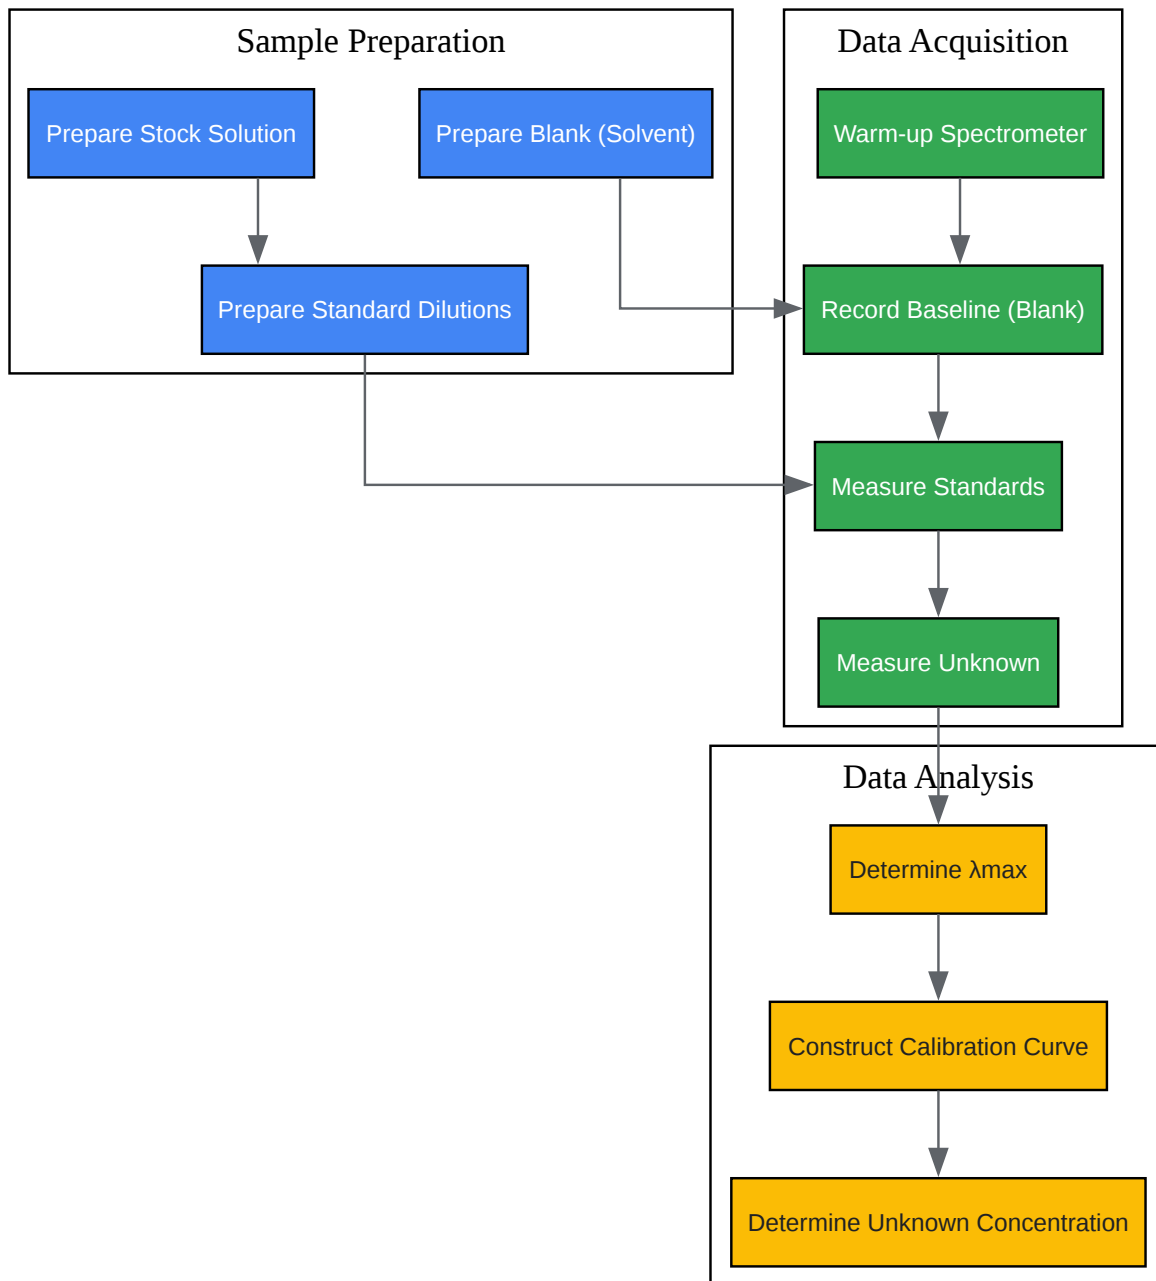 Sample Preparation
Prepare Stock Solution
Prepare Blank (Solvent)
Prepare Standard Dilutions
Data Acquisition
Warm-up Spectrometer
Record Baseline (Blank)
Measure Standards
Measure Unknown
Data Analysis
Determine λmax
Construct Calibration Curve
Determine Unknown Concentration